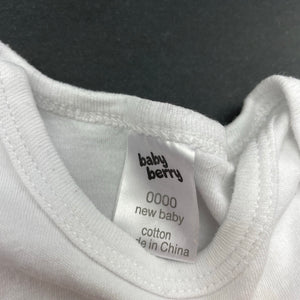 baby
berry
0000
new baby
cotton
de in China